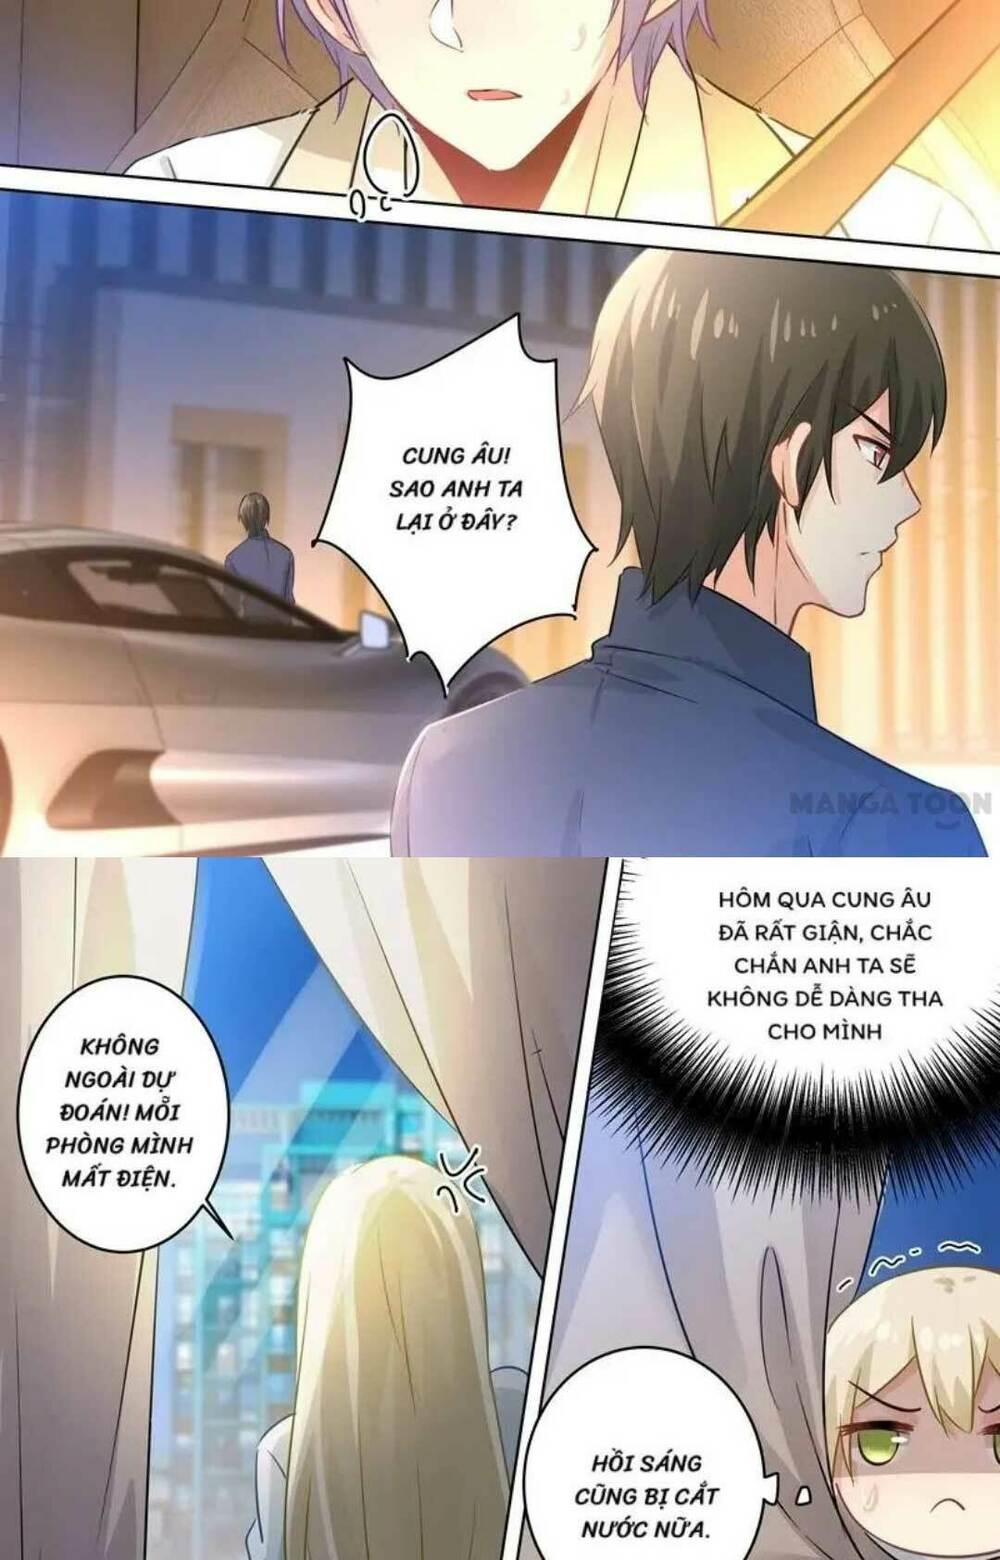 CUNG ÂU!
SAO ANH TA
LẠI Ở ĐÂY?
MANGA TOON
HÔM QUA CUNG ÂU
ĐÃ RẤT GIẬN, CHẮC
CHẮN ANH TA SẼ
KHÔNG DỄ DÀNG THA
CHO MÌNH
KHÔNG
NGOÀI DỰ
ĐOÁN! MỖI
PHÒNG MÌNH
MẤT ĐIỆN.
HỒI SÁNG
CŨNG BỊ CẮT
NƯỚC NỮA.